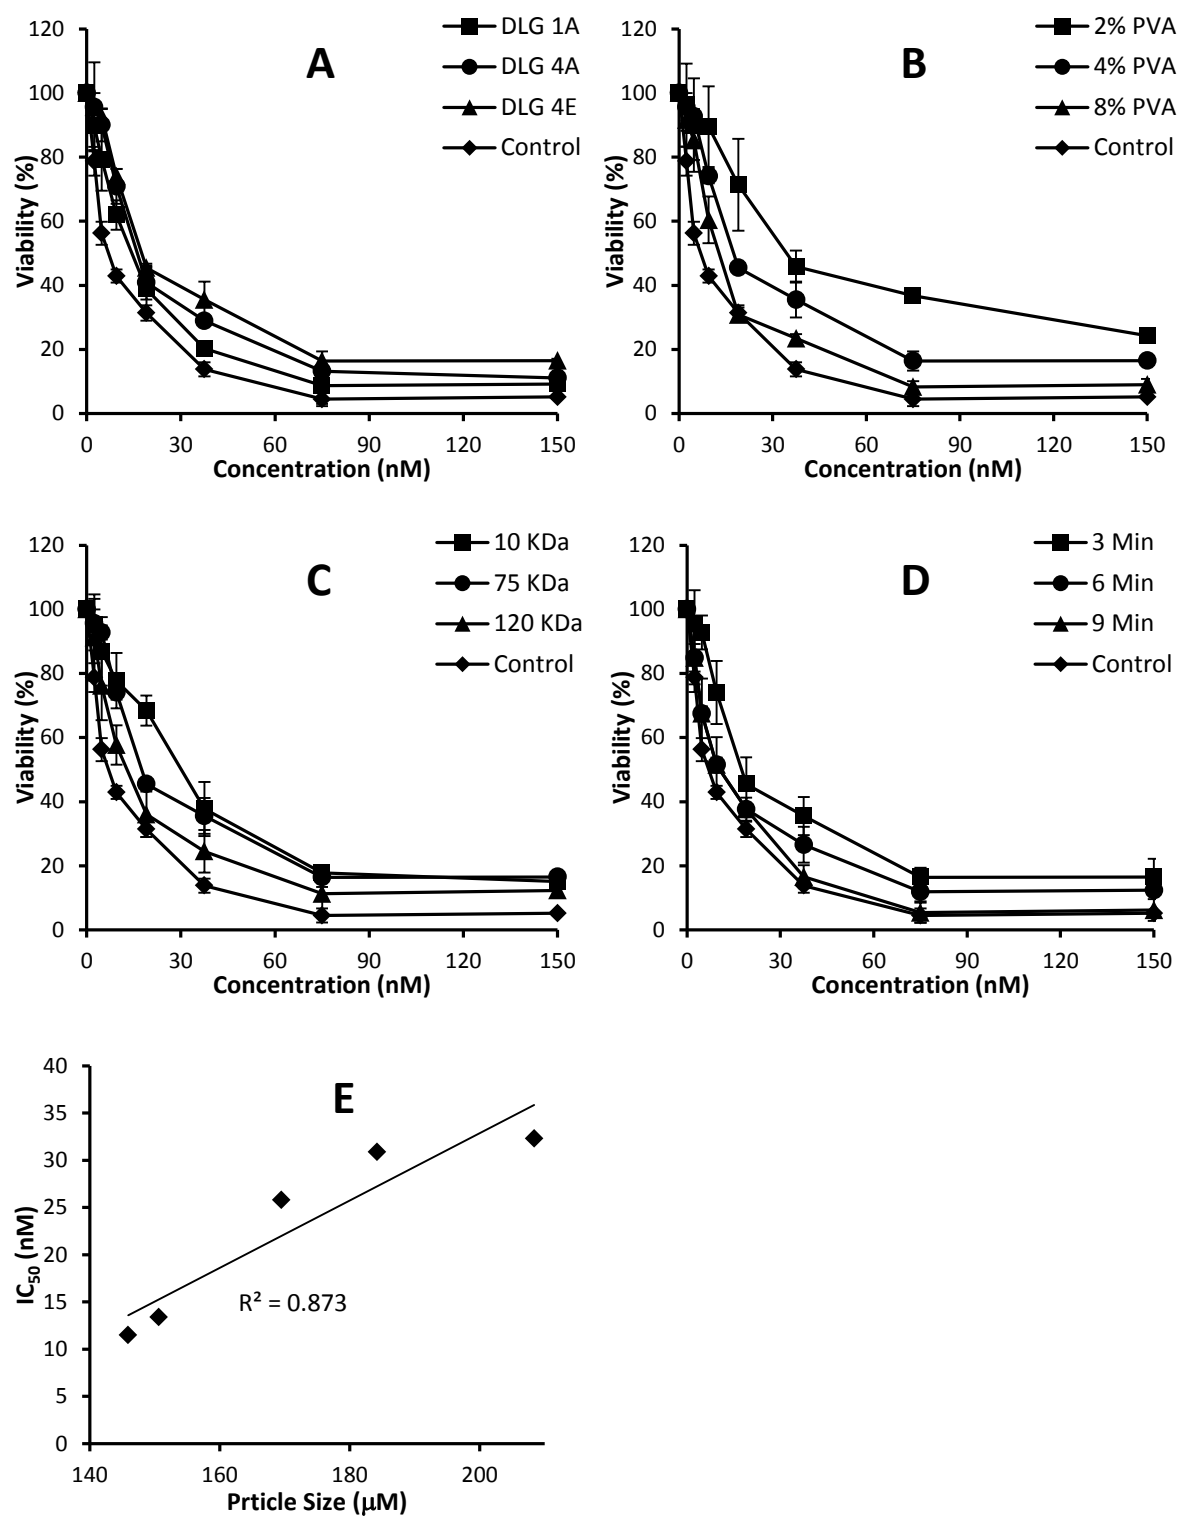 A
DLG 1A
DLG 4A
DLG 4E
Control
120
100
80
60
40
20
0
Viability (%)
0 30 60 90 120 150
Concentration (nM)
B
2% PVA
4% PVA
8% PVA
Control
120
100
80
60
40
20
0
Viability (%)
0 30 60 90 120 150
Concentration (nM)
C
10 KDa
75 KDa
120 KDa
Control
120
100
80
60
40
20
0
Viability (%)
0 30 60 90 120 150
Concentration (nM)
D
3 Min
6 Min
9 Min
Control
120
100
80
60
40
20
0
Viability (%)
0 30 60 90 120 150
Concentration (nM)
E
40
35
30
25
20
15
10
5
0
IC₅₀ (nM)
R² = 0.873
140 160 180 200
Prticle Size (μM)